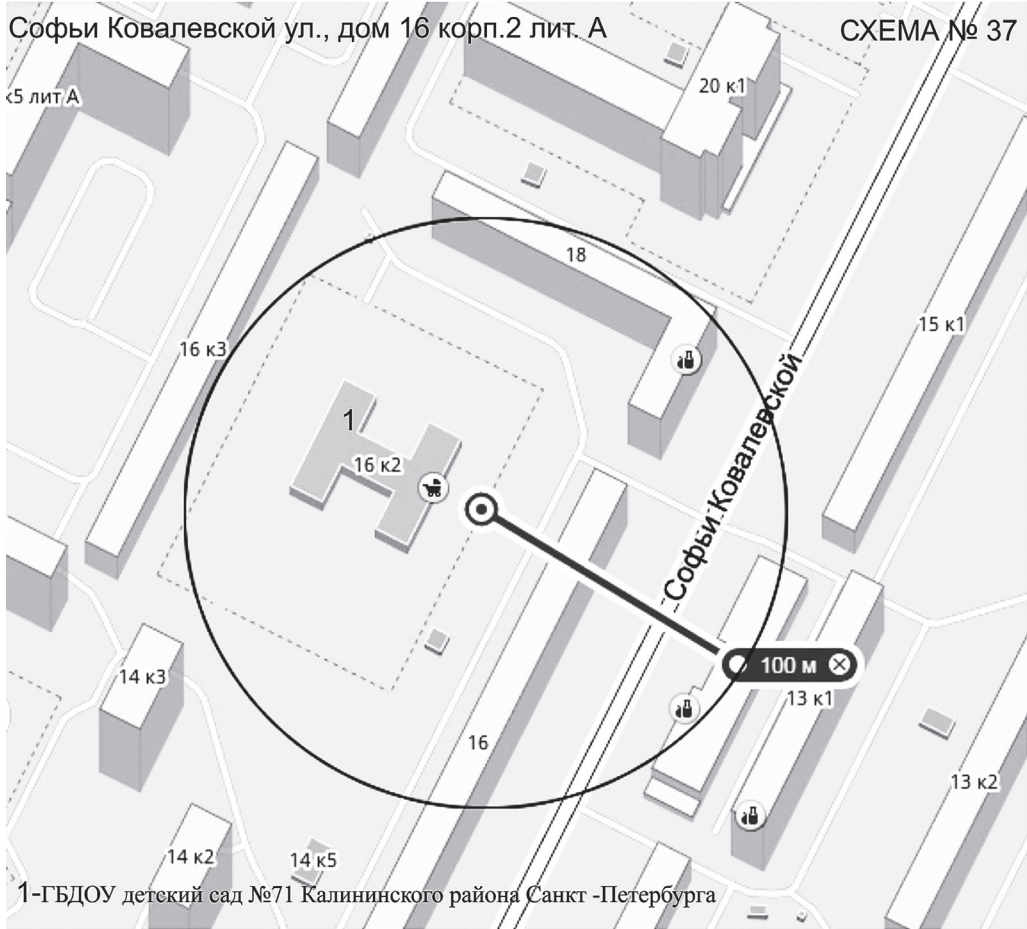 Софьи Ковалевской ул., дом 16 корп.2 лит. А
СХЕМА № 37
к5 лит А
20 к1
18
16 к3
15 к1
1
16 к2
Софьи Ковалевской
100 м
14 к3
13 к1
16
13 к2
14 к2
14 к5
1-ГБДОУ детский сад №71 Калининского района Санкт -Петербурга